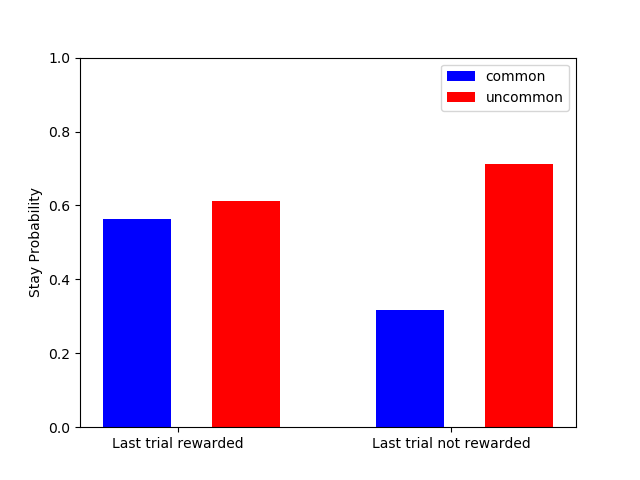 1.0
0.8
0.6
0.4
0.2
0.0
Stay Probability
common
uncommon
Last trial rewarded
Last trial not rewarded